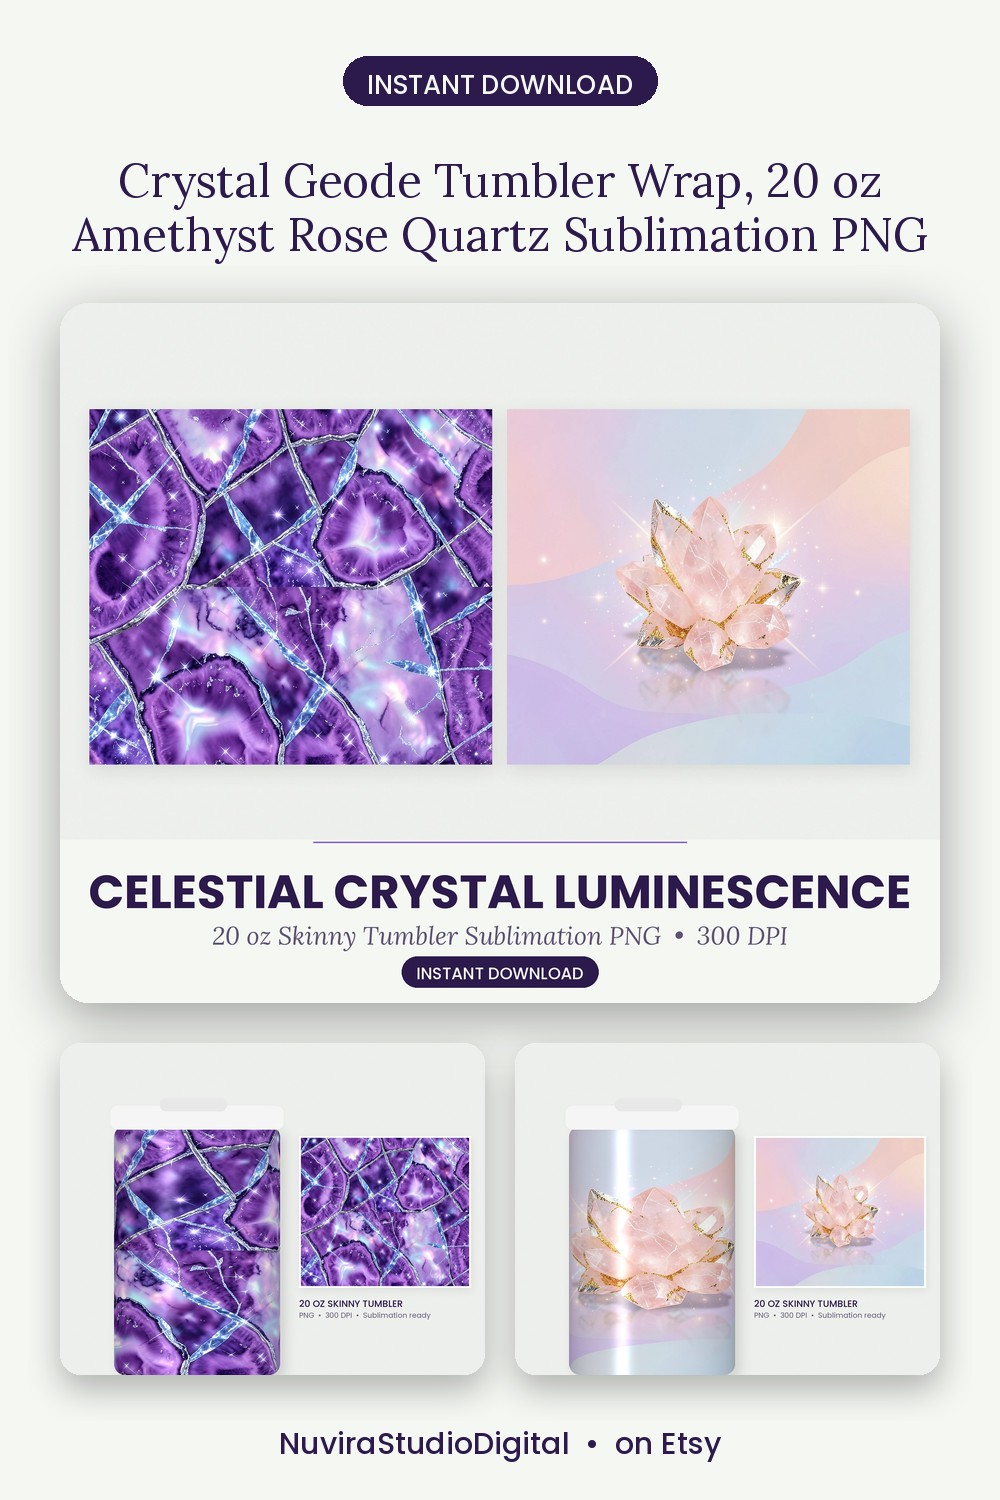 INSTANT DOWNLOAD
Crystal Geode Tumbler Wrap, 20 oz
Amethyst Rose Quartz Sublimation PNG
CELESTIAL CRYSTAL LUMINESCENCE
20 oz Skinny Tumbler Sublimation PNG • 300 DPI
INSTANT DOWNLOAD
20 OZ SKINNY TUMBLER
PNG • 300 DPI • Sublimation ready
20 OZ SKINNY TUMBLER
PNG • 300 DPI • Sublimation ready
NuviraStudioDigital • on Etsy